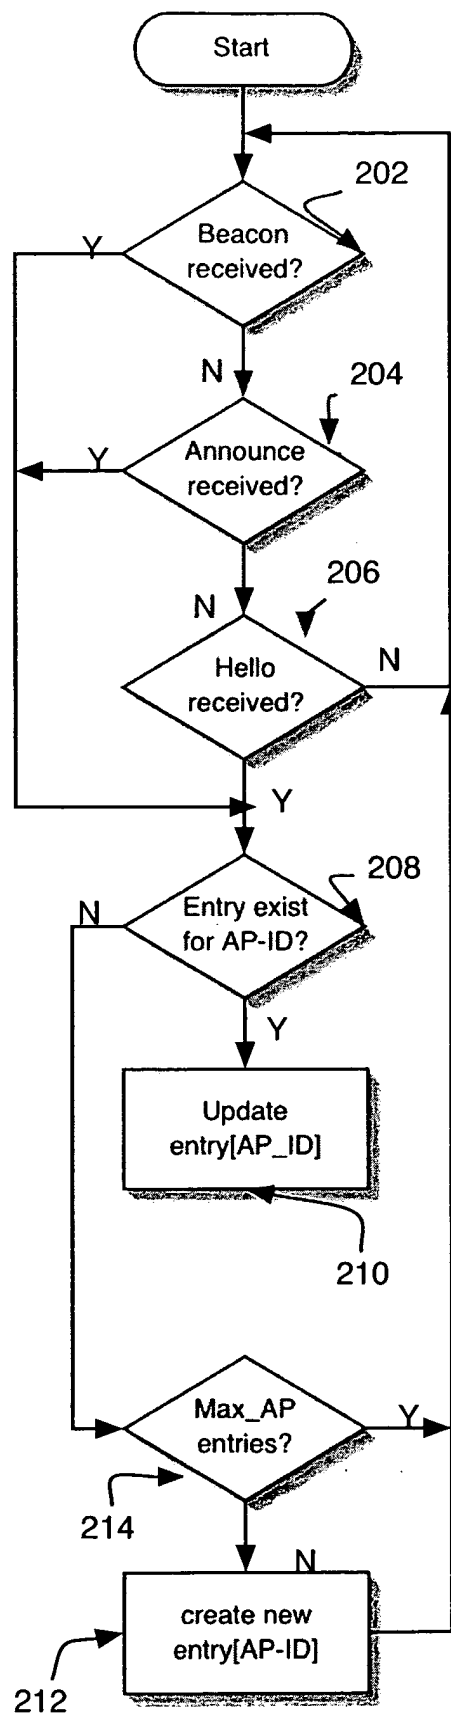 Start
202
Beacon
received?
Y
N
204
Announce
received?
Y
N
206
Hello
received?
N
Y
208
Entry exist
for AP-ID?
N
Y
Update
entry[AP_ID]
210
Max_AP
entries?
Y
214
N
create new
entry[AP-ID]
212